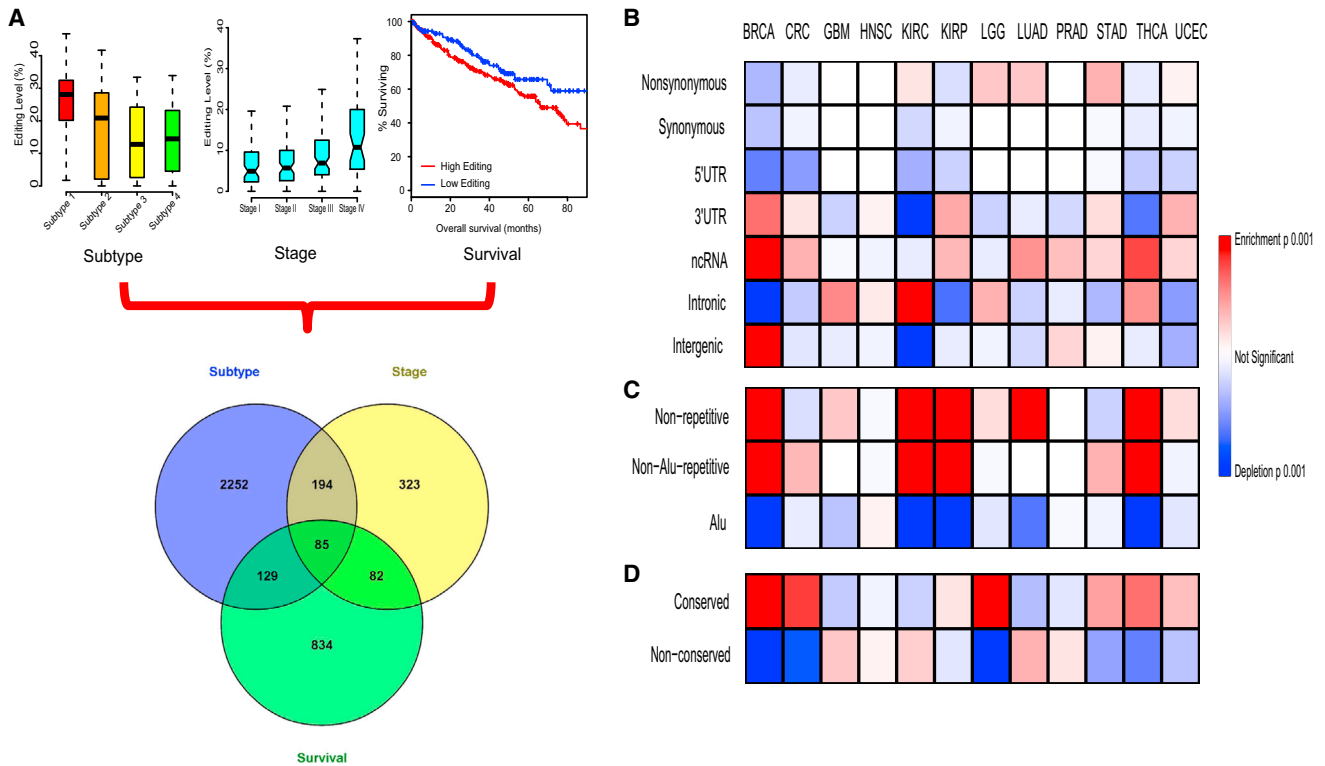 A
Editing Level (%)
0 10 20 30 40
Subtype 1
Subtype 2
Subtype 3
Subtype 4
Subtype
Editing Level (%)
0 10 20 30 40
Stage I
Stage II
Stage III
Stage IV
Stage
% Surviving
100
80
60
40
20
0
High Editing
Low Editing
0 20 40 60 80
Overall survival (months)
Survival
Subtype
Stage
2252
194
323
85
129
82
834
Survival
B
BRCA CRC GBM HNSC KIRC KIRP LGG LUAD PRAD STAD THCA UCEC
Nonsynonymous
Synonymous
5'UTR
3'UTR
ncRNA
Intronic
Intergenic
C
Non-repetitive
Non-Alu-repetitive
Alu
D
Conserved
Non-conserved
Enrichment p 0.001
Not Significant
Depletion p 0.001